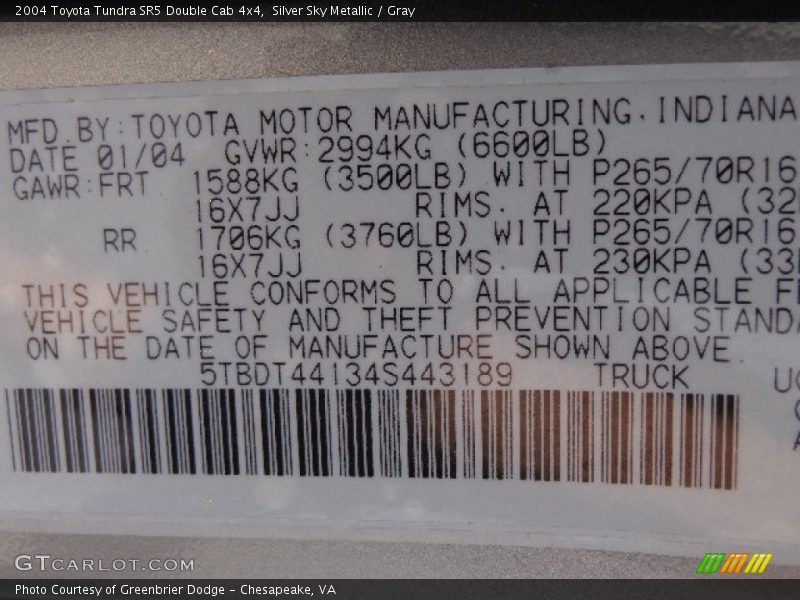 2004 Toyota Tundra SR5 Double Cab 4x4, Silver Sky Metallic / Gray
MFD. BY: TOYOTA MOTOR MANUFACTURING, INDIANA
DATE 01/04 GVWR: 2994KG (6600LB)
GAWR: FRT 1588KG (3500LB) WITH P265/70R16
16X7JJ RIMS. AT 220KPA (32
RR. 1706KG (3760LB) WITH P265/70R16
16X7JJ RIMS. AT 230KPA (33
THIS VEHICLE CONFORMS TO ALL APPLICABLE
VEHICLE SAFETY AND THEFT PREVENTION STAND
ON THE DATE OF MANUFACTURE SHOWN ABOVE.
5TBDT44134S443189 TRUCK
GTCARLOT.COM
Photo Courtesy of Greenbrier Dodge - Chesapeake, VA